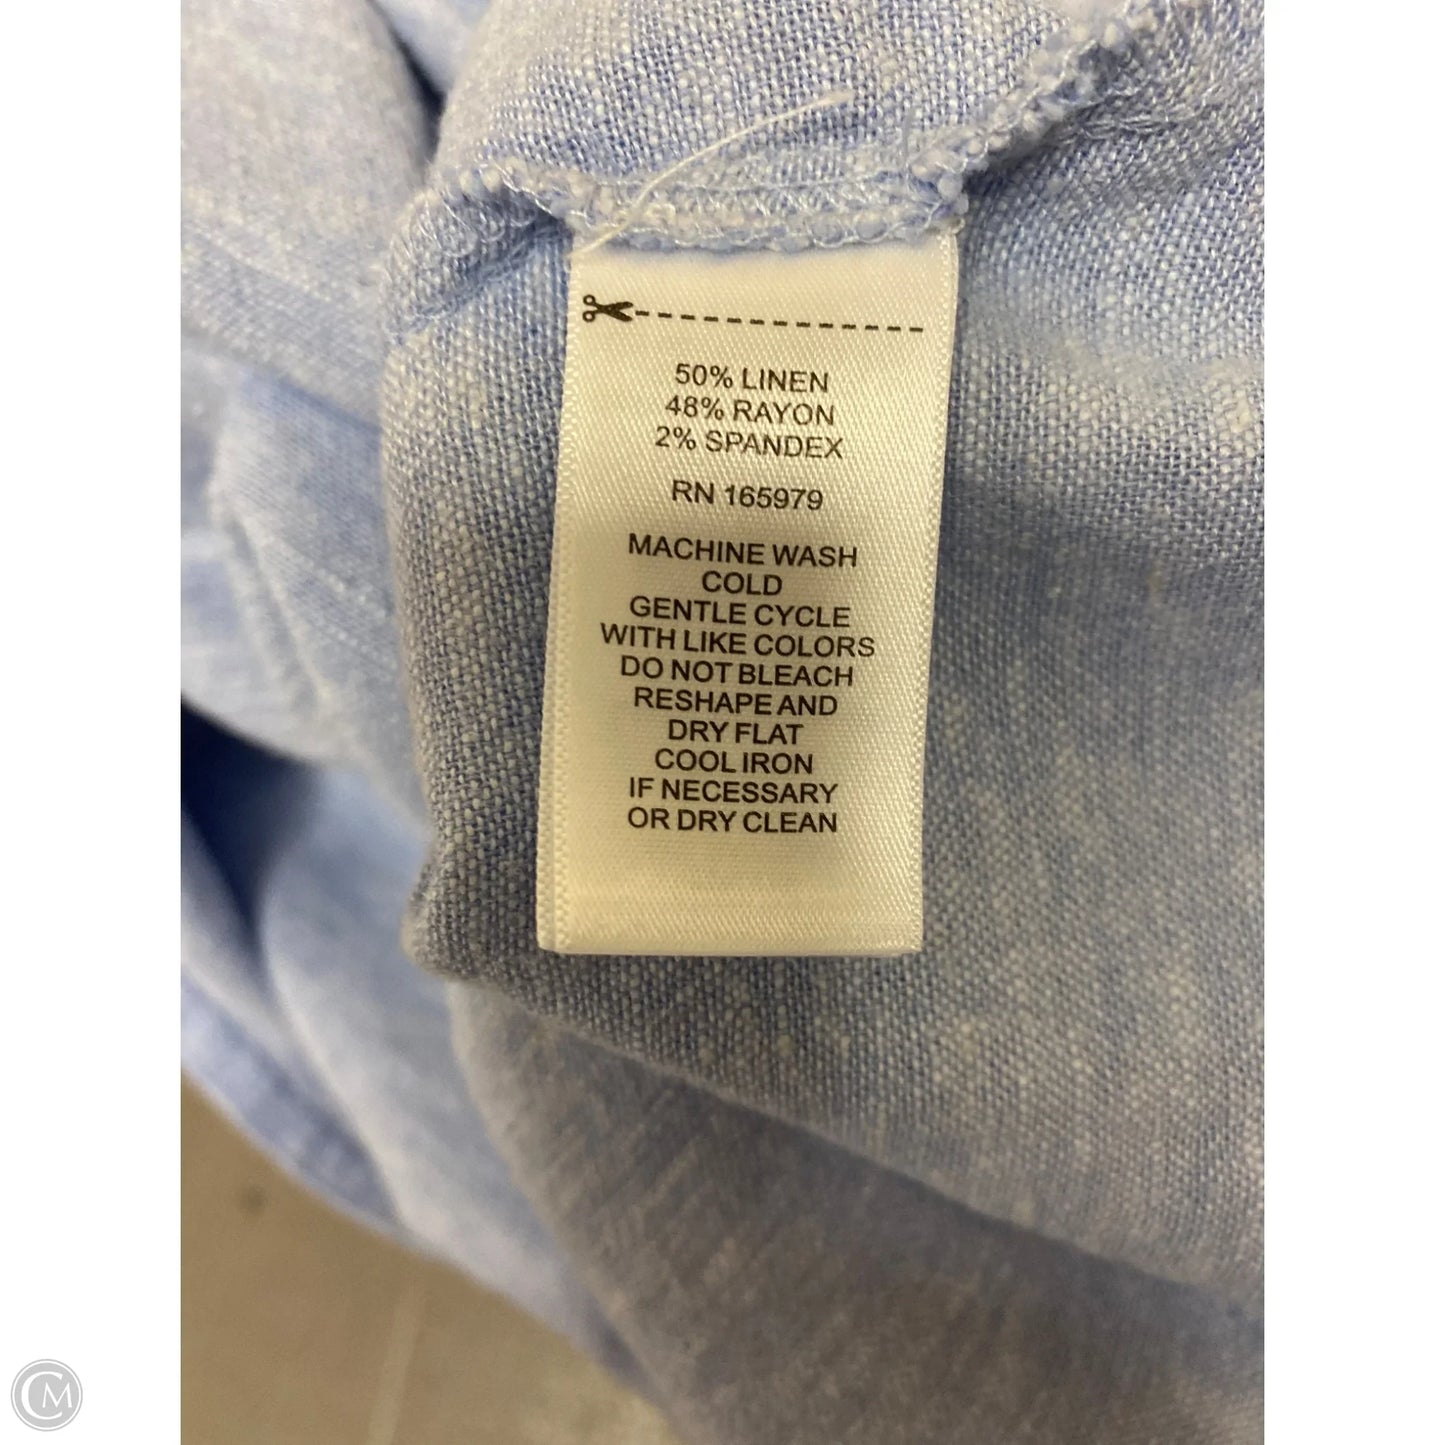 50% LINEN
48% RAYON
2% SPANDEX
RN 165979
MACHINE WASH
COLD
GENTLE CYCLE
WITH LIKE COLORS
DO NOT BLEACH
RESHAPE AND
DRY FLAT
COOL IRON
IF NECESSARY
OR DRY CLEAN
CM